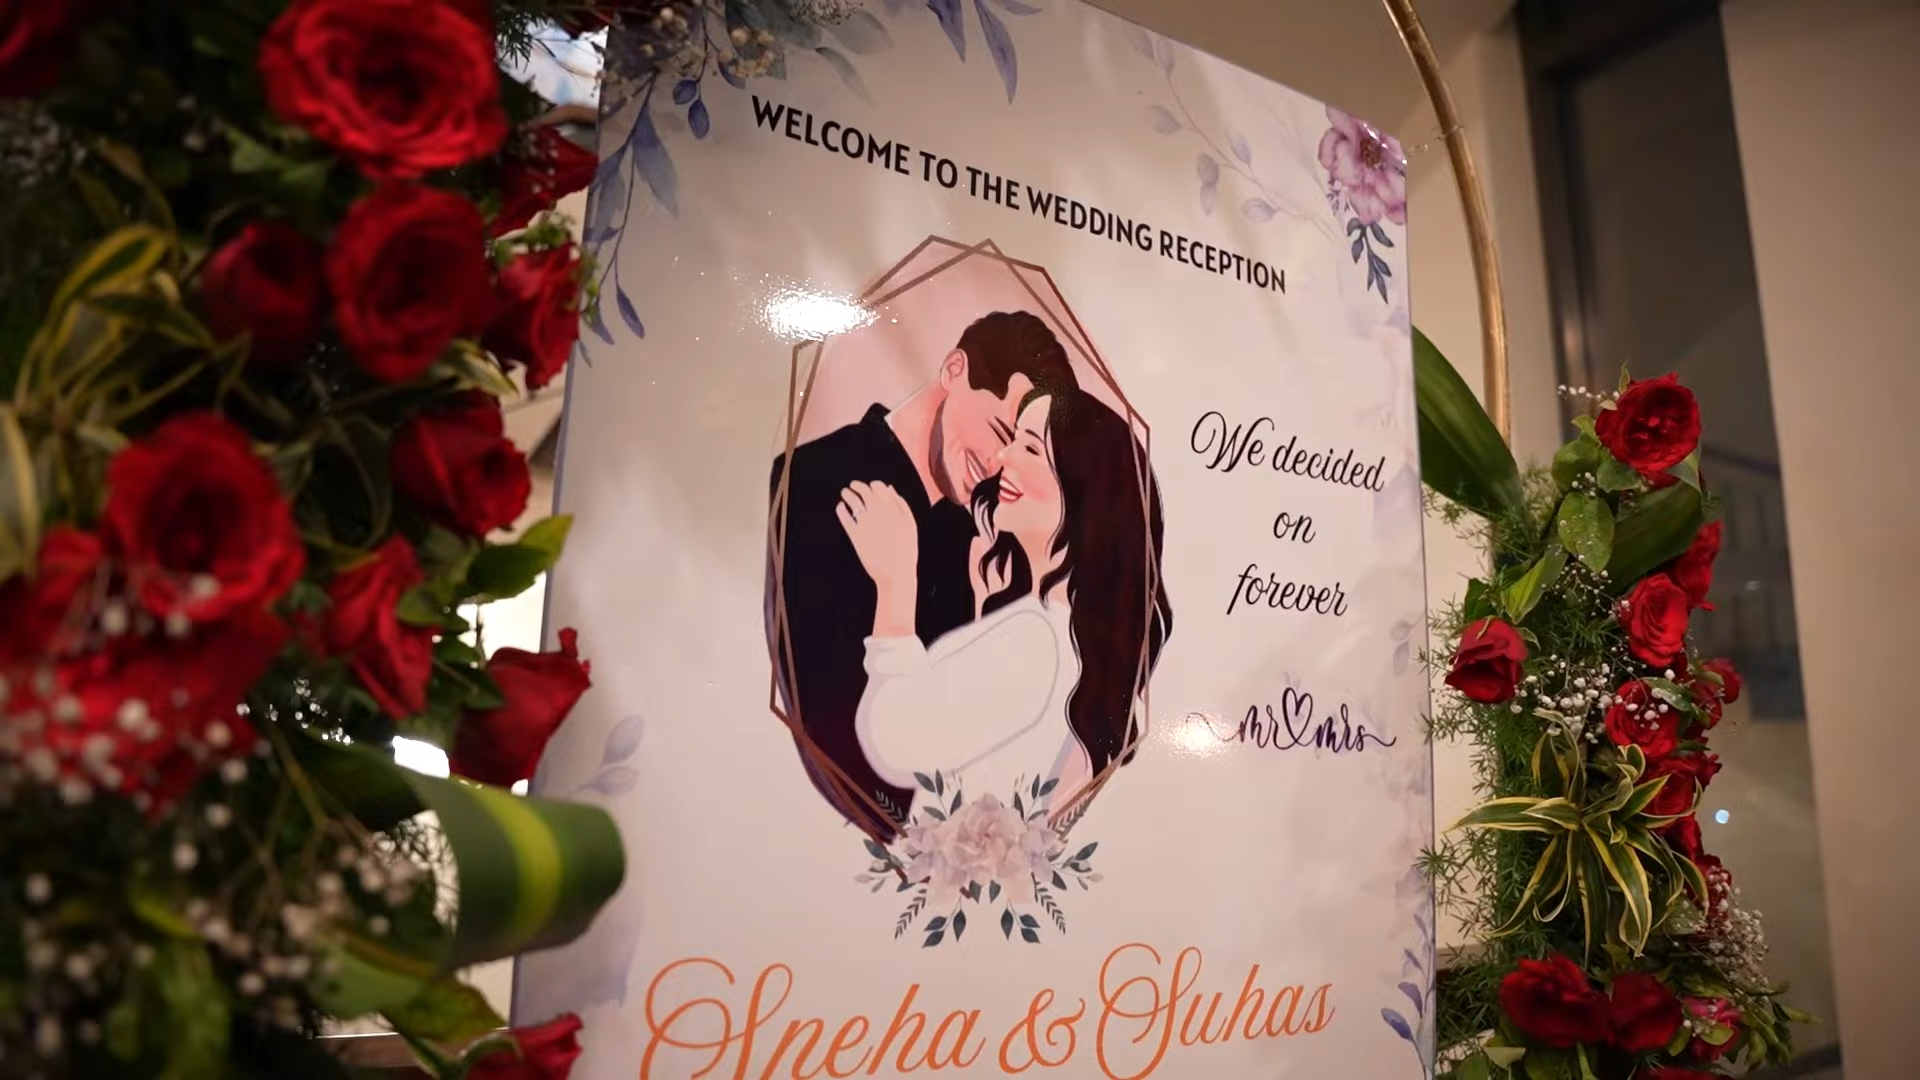 WELCOME TO THE WEDDING RECEPTION
We decided
on
forever
mr mrs
Sneha & Suhas